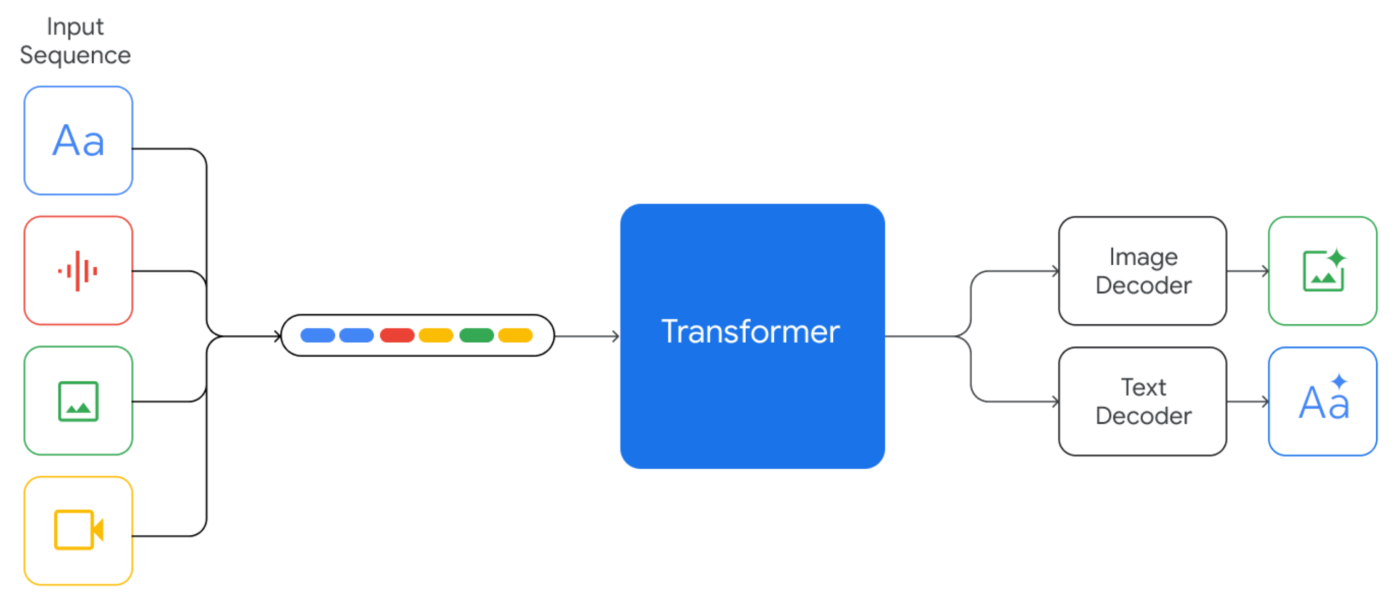 Input
Sequence
Aa
Transformer
Image
Decoder
Text
Decoder
Aa